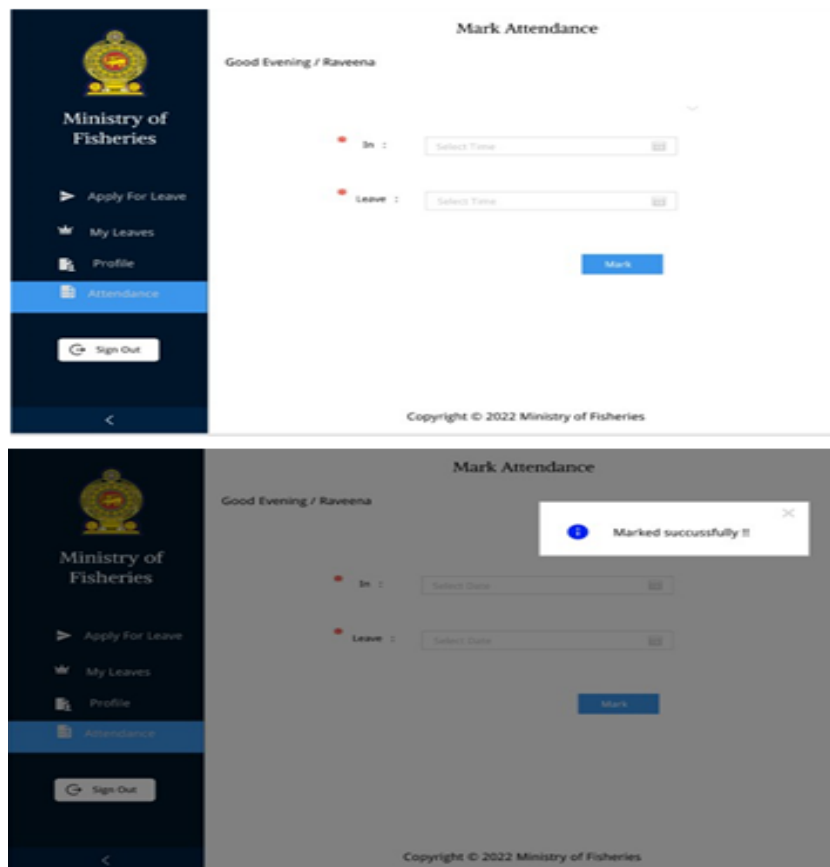 Mark Attendance
Good Evening / Raveena
Ministry of
Fisheries
In :
Select Time
Leave :
Select Time
Apply For Leave
My Leaves
Profile
Attendance
Mark
Sign Out
Copyright © 2022 Ministry of Fisheries
Mark Attendance
Good Evening / Raveena
Marked succussfully !!
Ministry of
Fisheries
In :
Select Date
Leave :
Select Date
Apply For Leave
My Leaves
Profile
Attendance
Mark
Sign Out
Copyright © 2022 Ministry of Fisheries